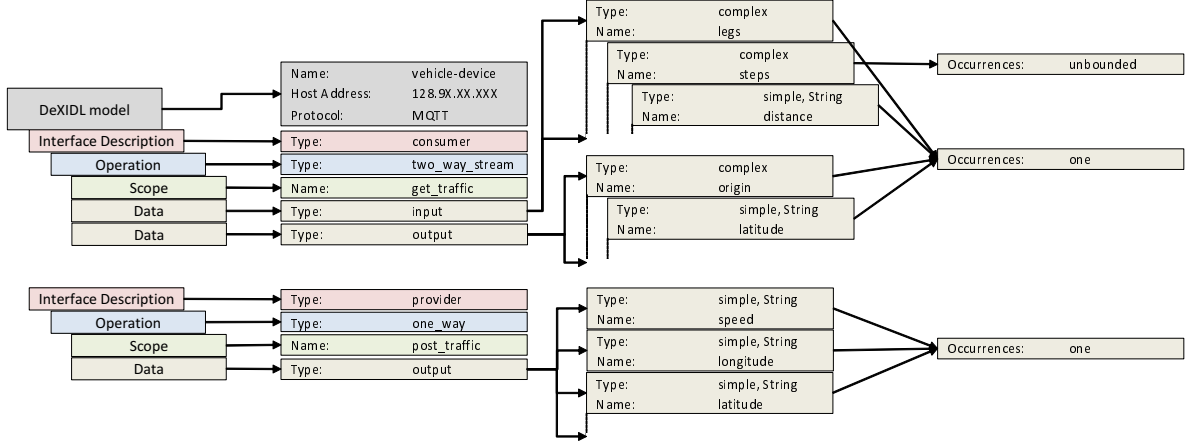 Type: complex
Name: legs
Type: complex
Name: steps
Occurrences: unbounded
Name: vehicle-device
Host Address: 128.9X.XX.XXX
Protocol: MQTT
DeXIDL model
Type: simple, String
Name: distance
Interface Description
Type: consumer
Operation
Type: two_way_stream
Type: complex
Name: origin
Occurrences: one
Scope
Name: get_traffic
Data
Type: input
Type: simple, String
Name: latitude
Data
Type: output
Interface Description
Type: provider
Type: simple, String
Name: speed
Operation
Type: one_way
Scope
Name: post_traffic
Type: simple, String
Name: longitude
Occurrences: one
Data
Type: output
Type: simple, String
Name: latitude